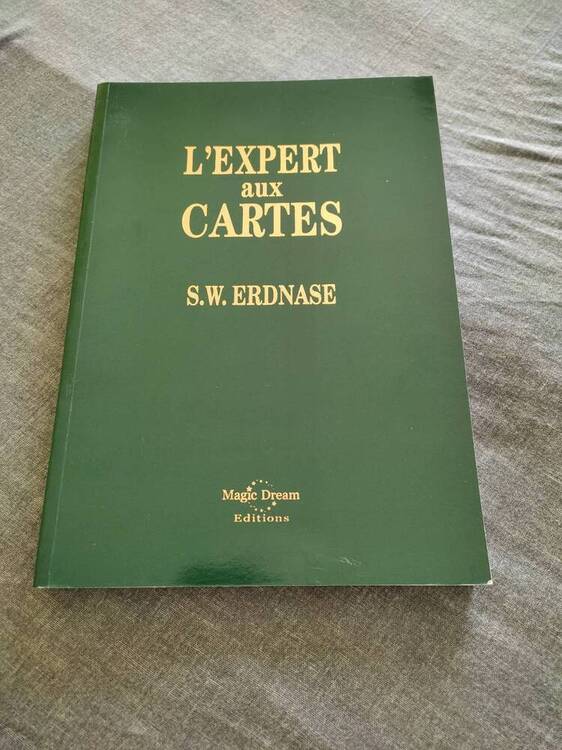 L'EXPERT
aux
CARTES
S.W. ERDNASE
Magic Dream
Editions